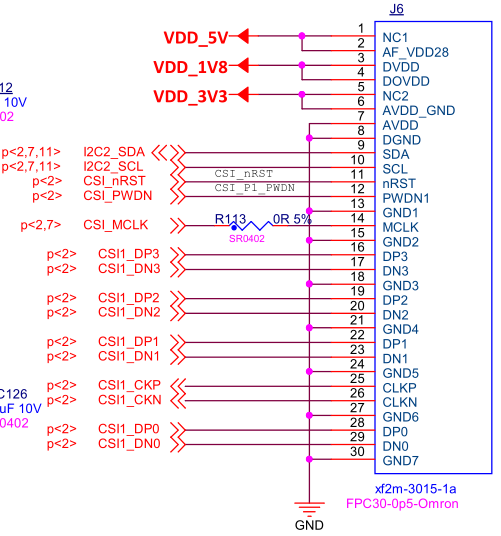 J6
VDD_5V 1 NC1
2 AF_VDD28
VDD_1V8 3 DVDD
4 DOVDD
VDD_3V3 5 NC2
6 AVDD_GND
7 AVDD
8 DGND
p<2,7,11> I2C2_SDA 9 SDA
p<2,7,11> I2C2_SCL 10 SCL
p<2> CSI_nRST CSI_nRST 11 nRST
p<2> CSI_PWDN CSI_P1_PWDN 12 PWDN1
13 GND1
p<2,7> CSI_MCLK R113 0R 5% 14 MCLK
SR0402
15 GND2
p<2> CSI1_DP3 16 DP3
p<2> CSI1_DN3 17 DN3
18 GND3
p<2> CSI1_DP2 19 DP2
p<2> CSI1_DN2 20 DN2
21 GND4
p<2> CSI1_DP1 22 DP1
p<2> CSI1_DN1 23 DN1
24 GND5
p<2> CSI1_CKP 25 CLKP
p<2> CSI1_CKN 26 CLKN
27 GND6
p<2> CSI1_DP0 28 DP0
p<2> CSI1_DN0 29 DN0
30 GND7
xf2m-3015-1a
FPC30-0p5-Omron
GND
12
10V
02
C126
uF 10V
0402